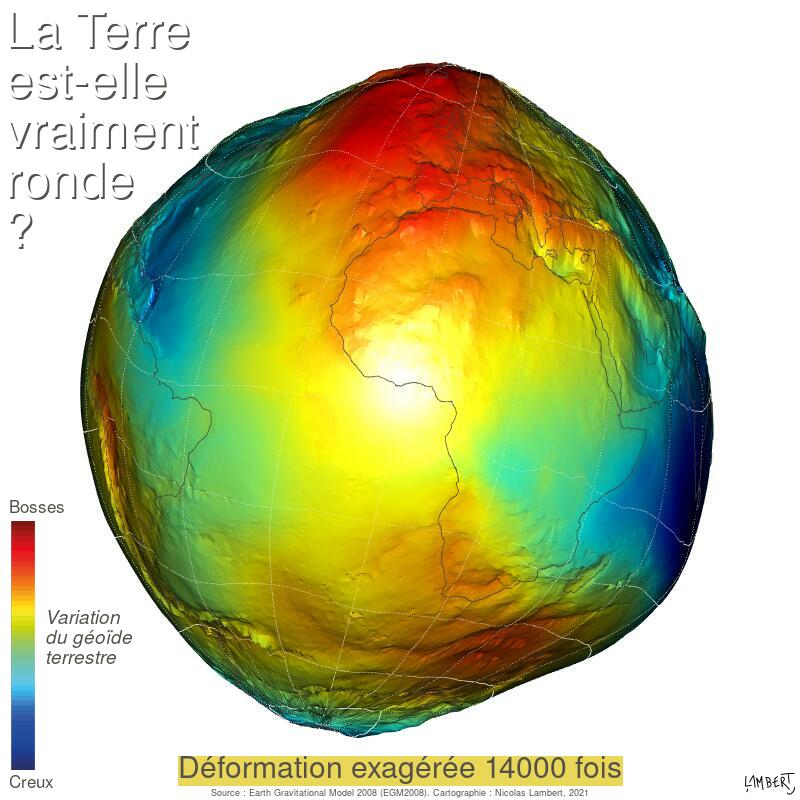 La Terre
est-elle
vraiment
ronde
?
Bosses
Variation
du géoïde
terrestre
Creux
Déformation exagérée 14000 fois
Source : Earth Gravitational Model 2008 (EGM2008). Cartographie : Nicolas Lambert, 2021
LAMBERT